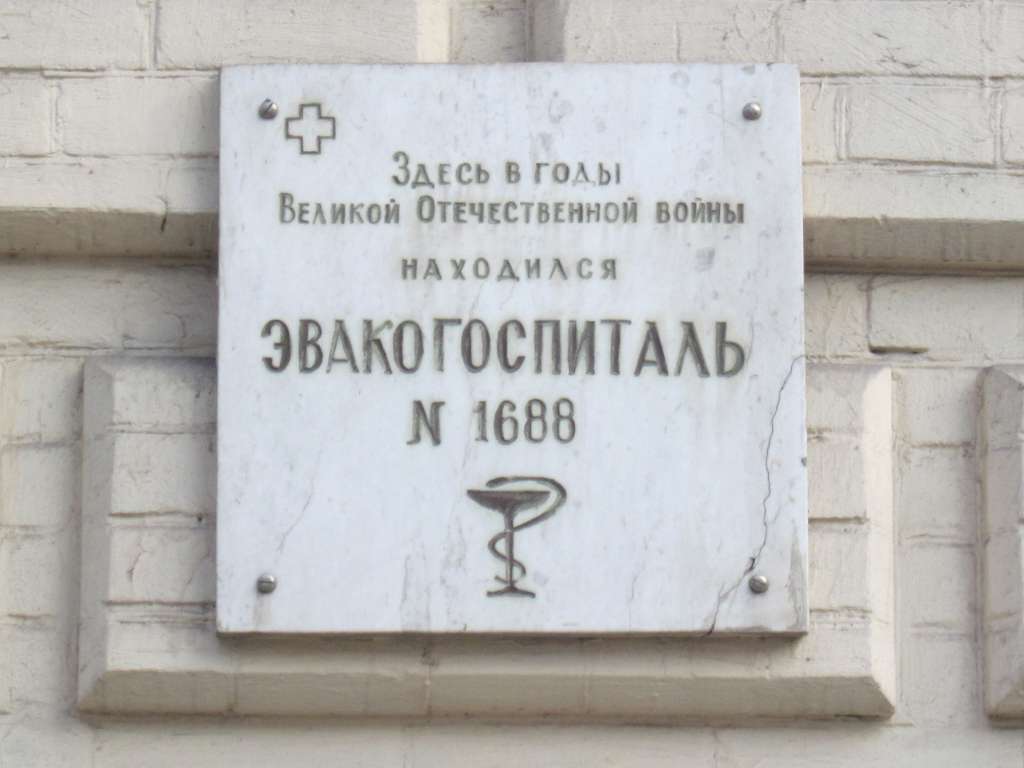 Здесь в годы
Великой Отечественной войны
находился
ЭВАКОГОСПИТАЛЬ
N 1688